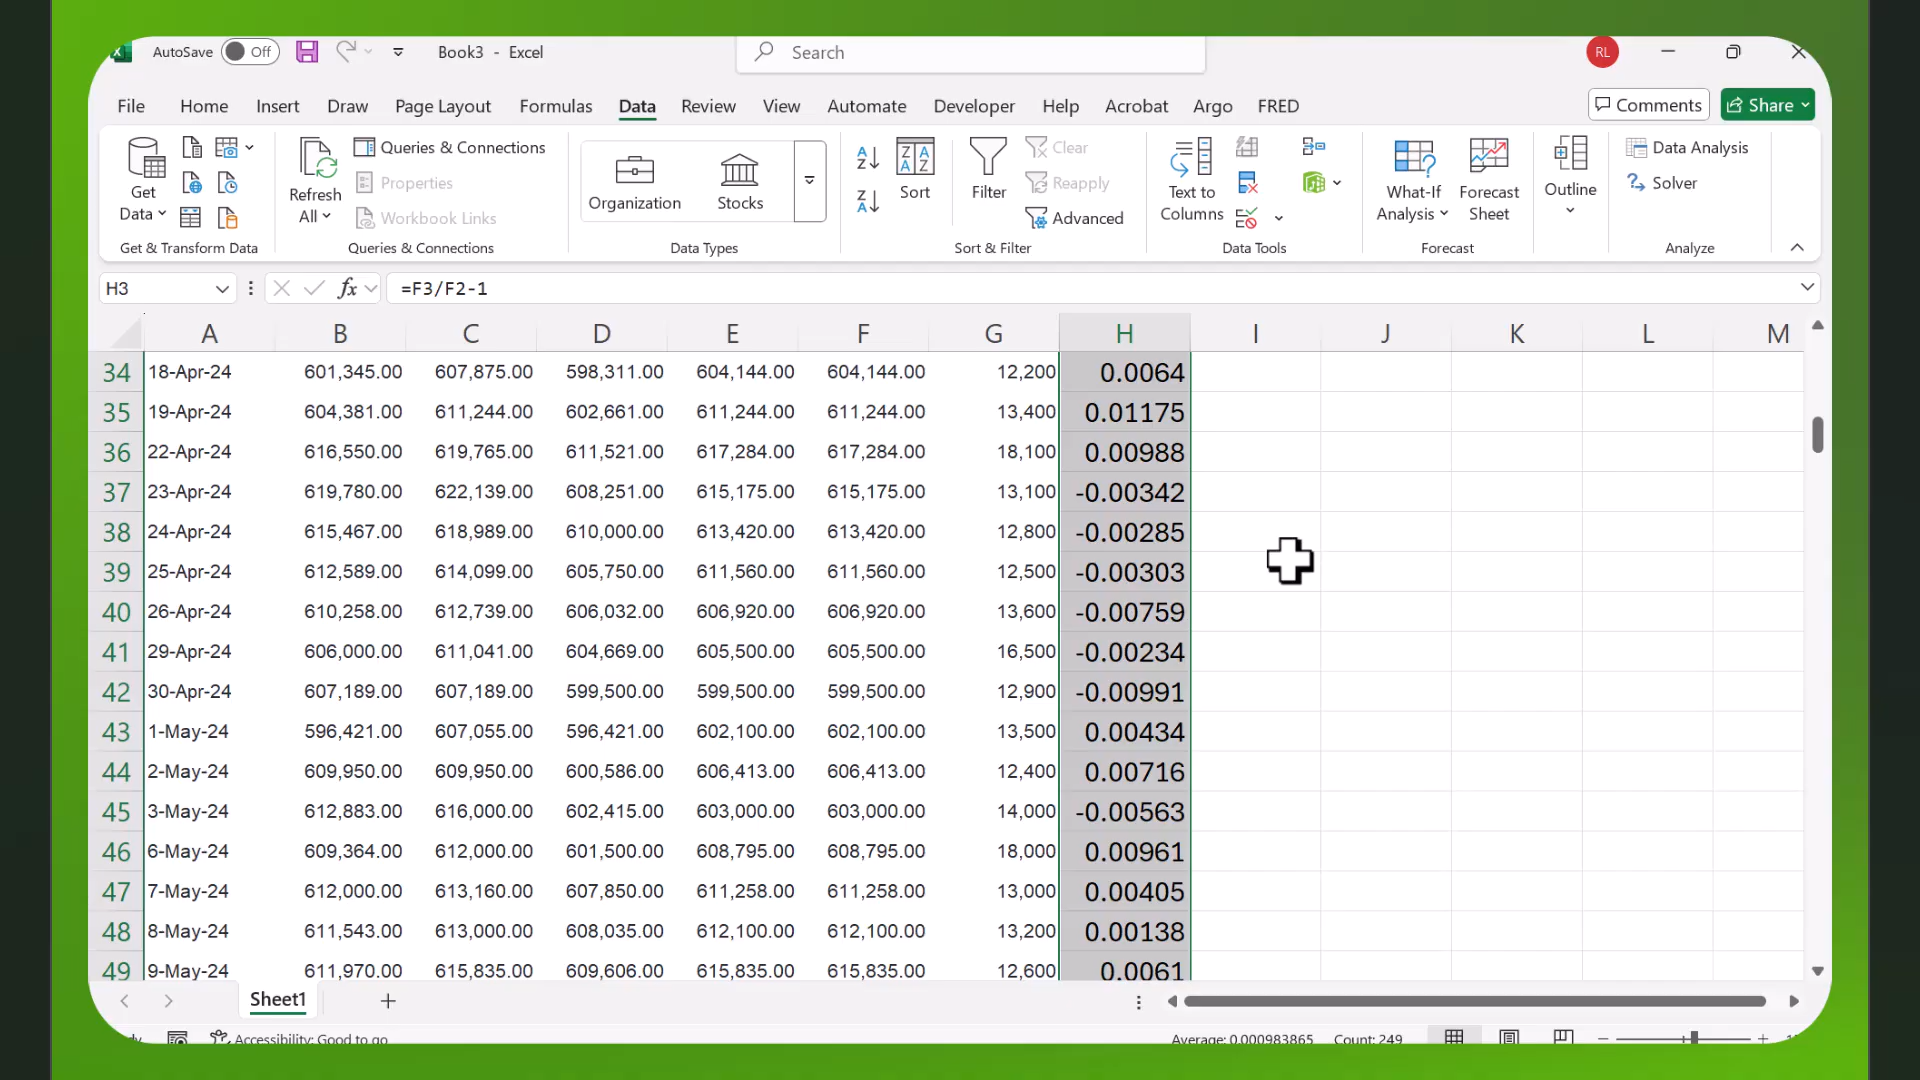 AutoSave Off Book3 - Excel Search RL
File Home Insert Draw Page Layout Formulas Data Review View Automate Developer Help Acrobat Argo FRED Comments Share
Get Data
Refresh All
Queries & Connections
Properties
Workbook Links
Organization
Stocks
Sort
Filter
Clear
Reapply
Advanced
Text to Columns
What-If Analysis
Forecast Sheet
Outline
Data Analysis
Solver
Get & Transform Data Queries & Connections Data Types Sort & Filter Data Tools Forecast Analyze
H3 fx =F3/F2-1
A B C D E F G H I J K L M
34 18-Apr-24 601,345.00 607,875.00 598,311.00 604,144.00 604,144.00 12,200 0.0064
35 19-Apr-24 604,381.00 611,244.00 602,661.00 611,244.00 611,244.00 13,400 0.01175
36 22-Apr-24 616,550.00 619,765.00 611,521.00 617,284.00 617,284.00 18,100 0.00988
37 23-Apr-24 619,780.00 622,139.00 608,251.00 615,175.00 615,175.00 13,100 -0.00342
38 24-Apr-24 615,467.00 618,989.00 610,000.00 613,420.00 613,420.00 12,800 -0.00285
39 25-Apr-24 612,589.00 614,099.00 605,750.00 611,560.00 611,560.00 12,500 -0.00303
40 26-Apr-24 610,258.00 612,739.00 606,032.00 606,920.00 606,920.00 13,600 -0.00759
41 29-Apr-24 606,000.00 611,041.00 604,669.00 605,500.00 605,500.00 16,500 -0.00234
42 30-Apr-24 607,189.00 607,189.00 599,500.00 599,500.00 599,500.00 12,900 -0.00991
43 1-May-24 596,421.00 607,055.00 596,421.00 602,100.00 602,100.00 13,500 0.00434
44 2-May-24 609,950.00 609,950.00 600,586.00 606,413.00 606,413.00 12,400 0.00716
45 3-May-24 612,883.00 616,000.00 602,415.00 603,000.00 603,000.00 14,000 -0.00563
46 6-May-24 609,364.00 612,000.00 601,500.00 608,795.00 608,795.00 18,000 0.00961
47 7-May-24 612,000.00 613,160.00 607,850.00 611,258.00 611,258.00 13,000 0.00405
48 8-May-24 611,543.00 613,000.00 608,035.00 612,100.00 612,100.00 13,200 0.00138
49 9-May-24 611,970.00 615,835.00 609,606.00 615,835.00 615,835.00 12,600 0.0061
Sheet1
Accessibility: Good to go Average: 0.000983865 Count: 249